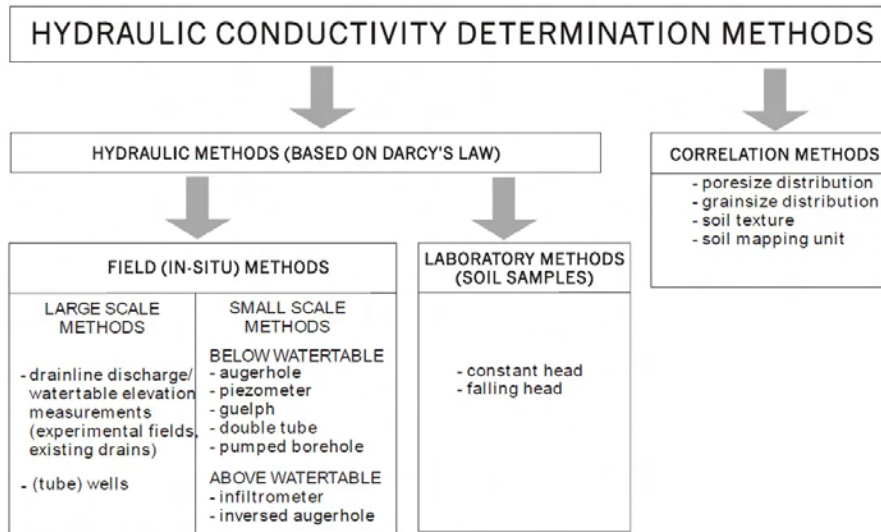 HYDRAULIC CONDUCTIVITY DETERMINATION METHODS
HYDRAULIC METHODS (BASED ON DARCY'S LAW)
CORRELATION METHODS
- poresize distribution
- grainsize distribution
- soil texture
- soil mapping unit
FIELD (IN-SITU) METHODS
LARGE SCALE
METHODS
- drainline discharge/
watertable elevation
measurements
(experimental fields,
existing drains)
- (tube) wells
SMALL SCALE
METHODS
BELOW WATERTABLE
- augerhole
- piezometer
- guelph
- double tube
- pumped borehole
ABOVE WATERTABLE
- infiltrometer
- inversed augerhole
LABORATORY METHODS
(SOIL SAMPLES)
- constant head
- falling head